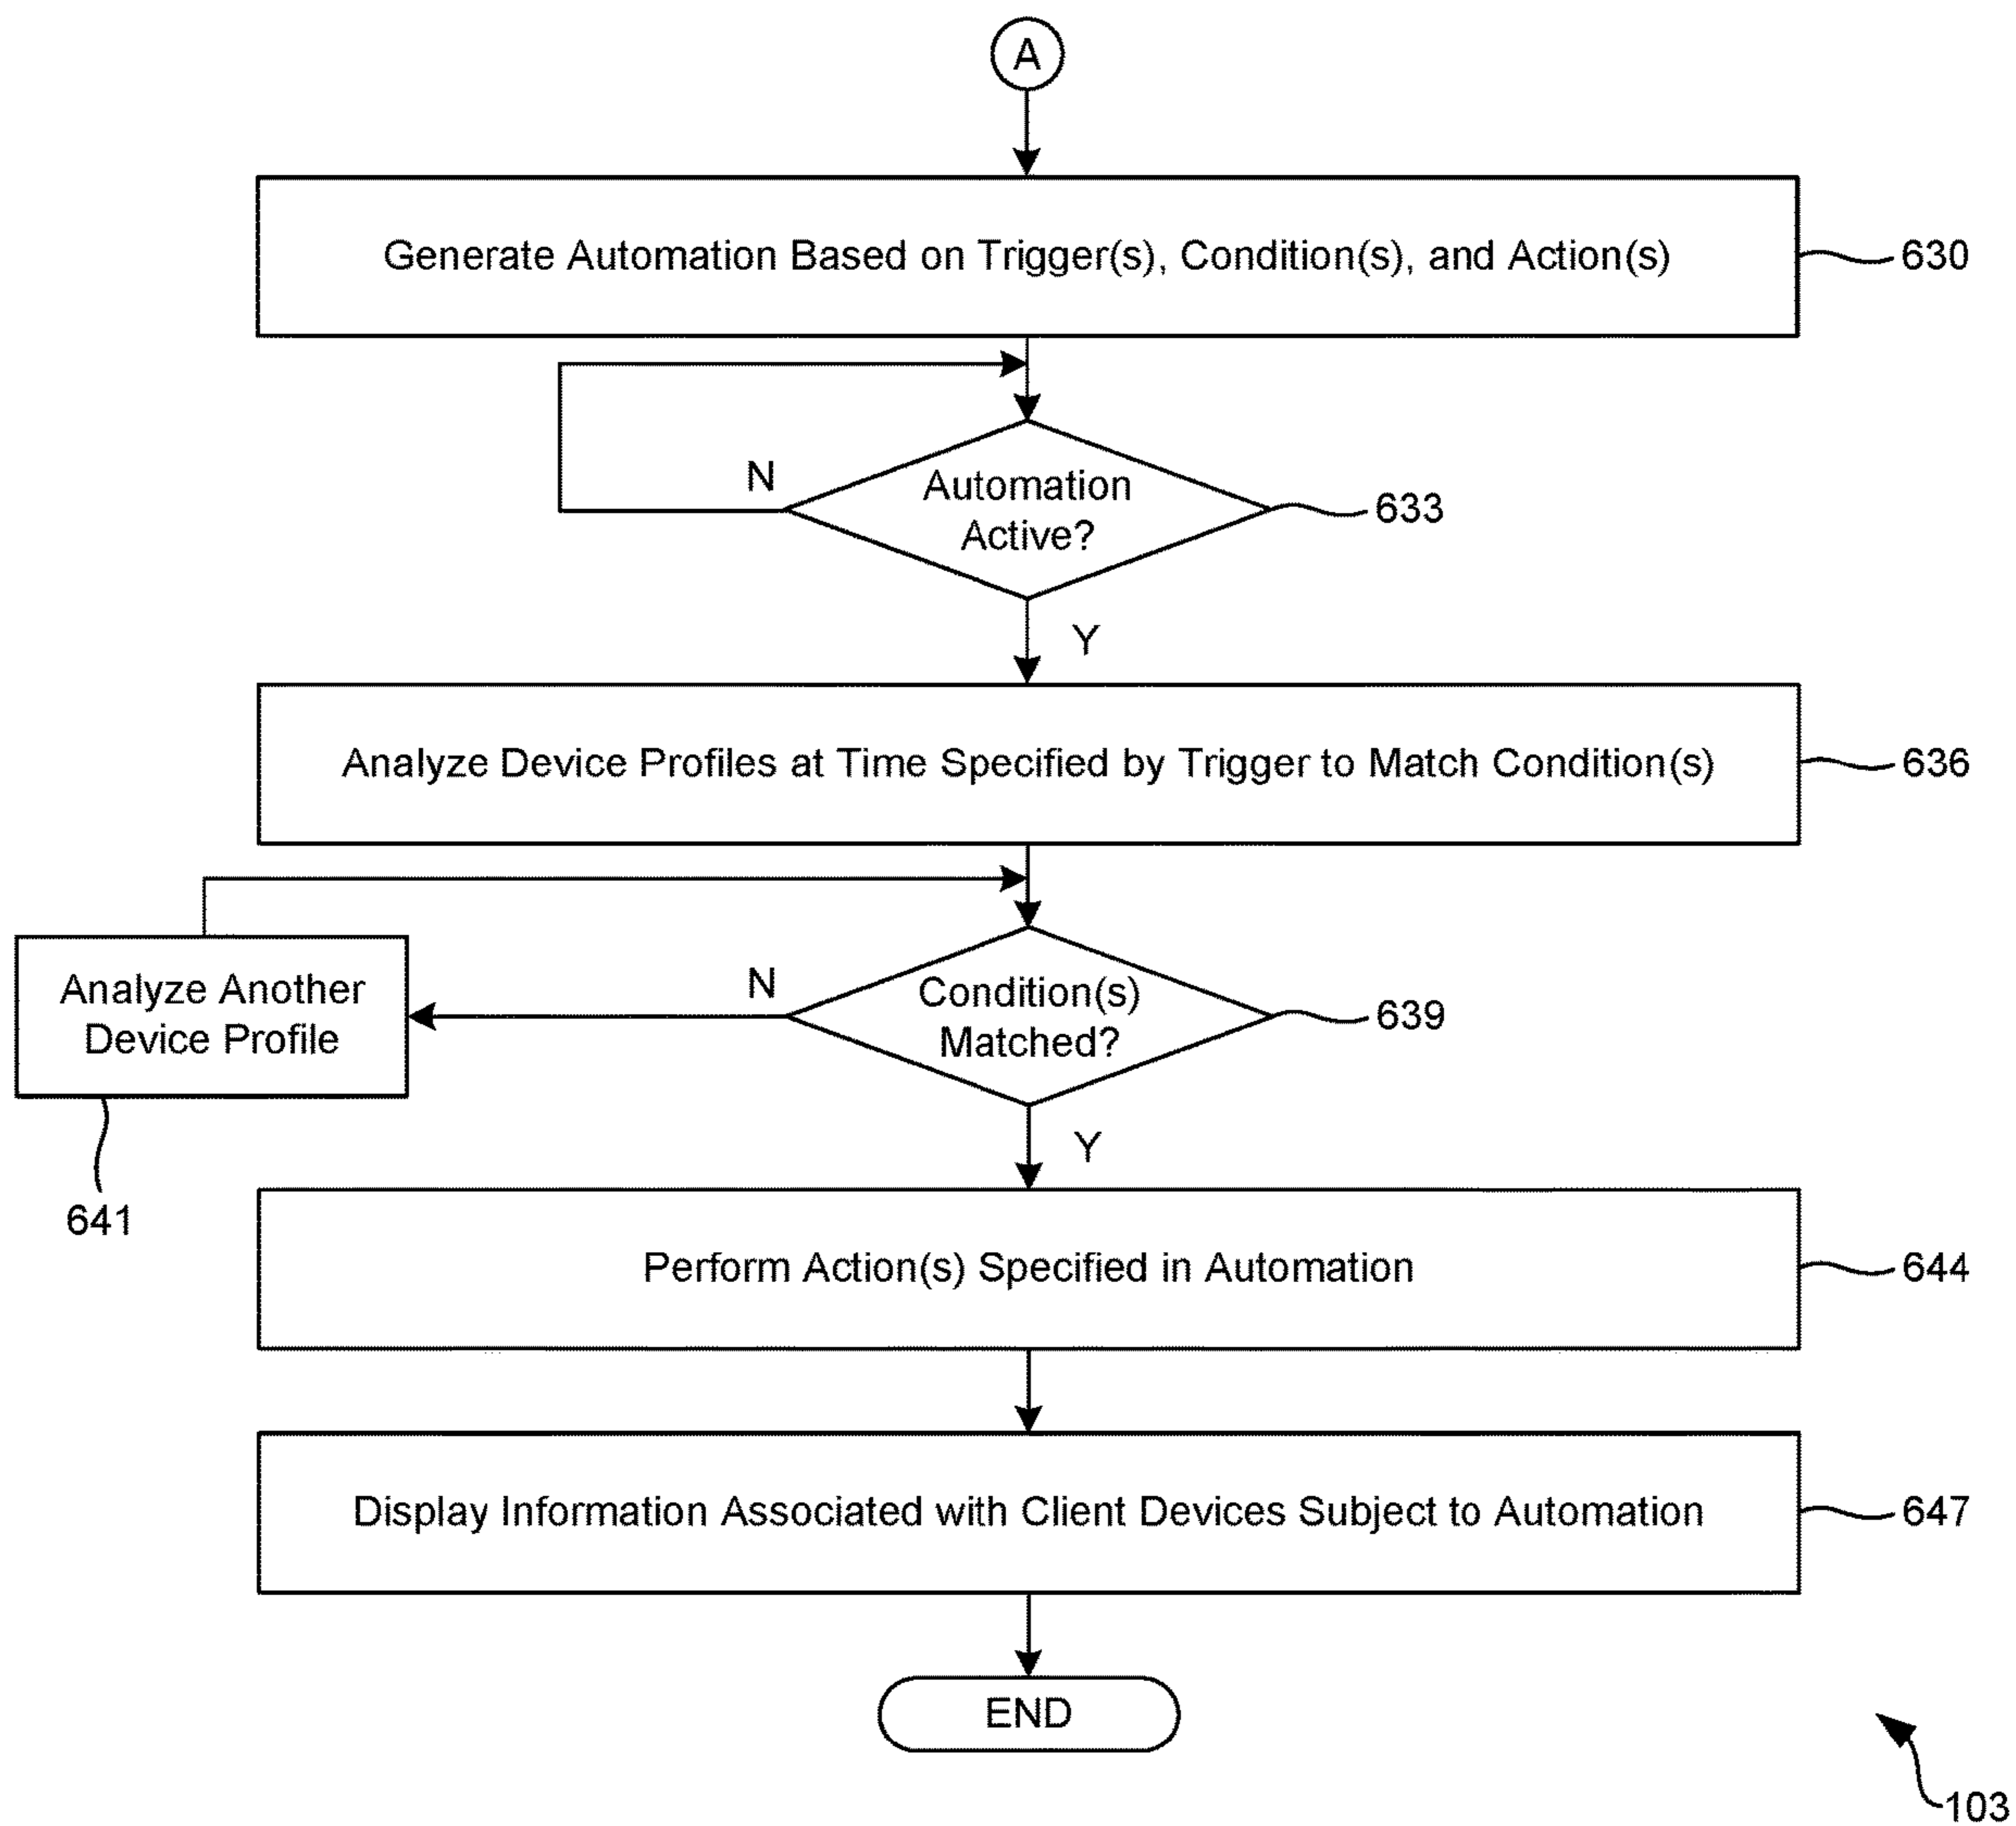 A
Generate Automation Based on Trigger(s), Condition(s), and Action(s)
630
N
Automation
Active?
633
Y
Analyze Device Profiles at Time Specified by Trigger to Match Condition(s)
636
Analyze Another
Device Profile
N
Condition(s)
Matched?
639
641
Y
Perform Action(s) Specified in Automation
644
Display Information Associated with Client Devices Subject to Automation
647
END
103